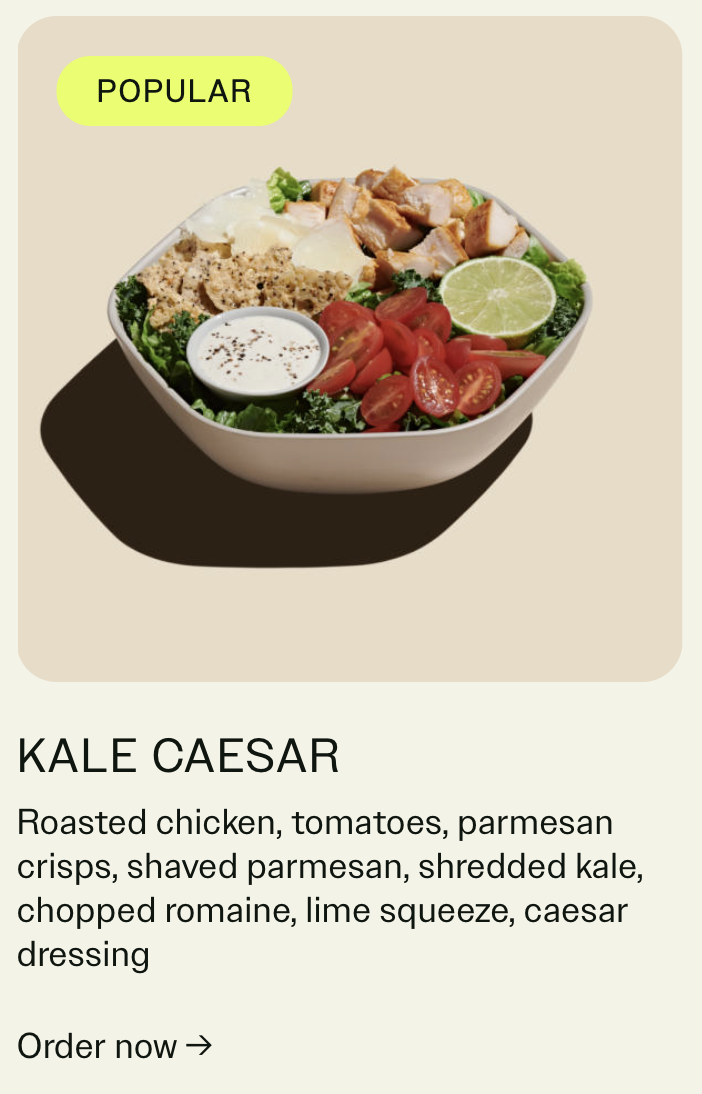 POPULAR
KALE CAESAR
Roasted chicken, tomatoes, parmesan
crisps, shaved parmesan, shredded kale,
chopped romaine, lime squeeze, caesar
dressing
Order now →